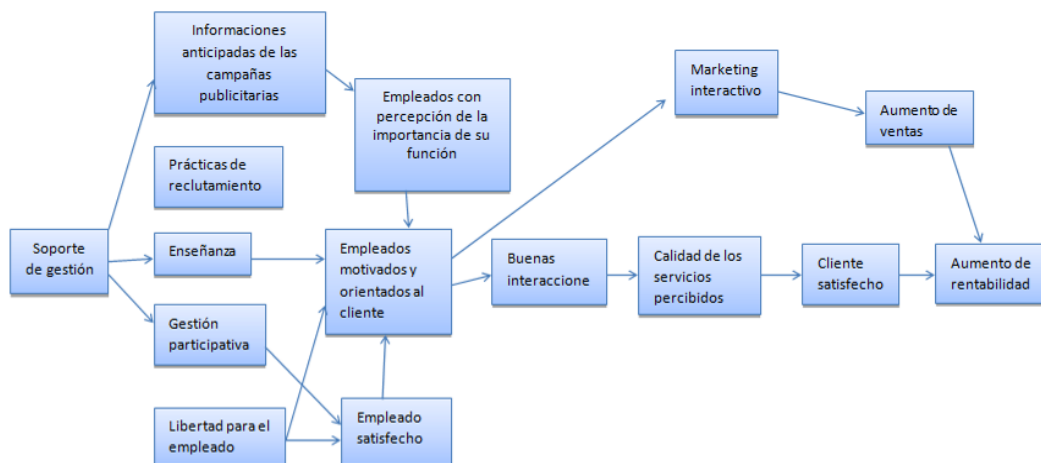 Informaciones
anticipadas de las
campañas
publicitarias
Empleados con
percepción de la
importancia de su
función
Marketing
interactivo
Aumento de
ventas
Prácticas de
reclutamiento
Soporte
de gestión
Enseñanza
Empleados
motivados y
orientados al
cliente
Buenas
interaccione
Calidad de los
servicios
percibidos
Cliente
satisfecho
Aumento de
rentabilidad
Gestión
participativa
Libertad para el
empleado
Empleado
satisfecho